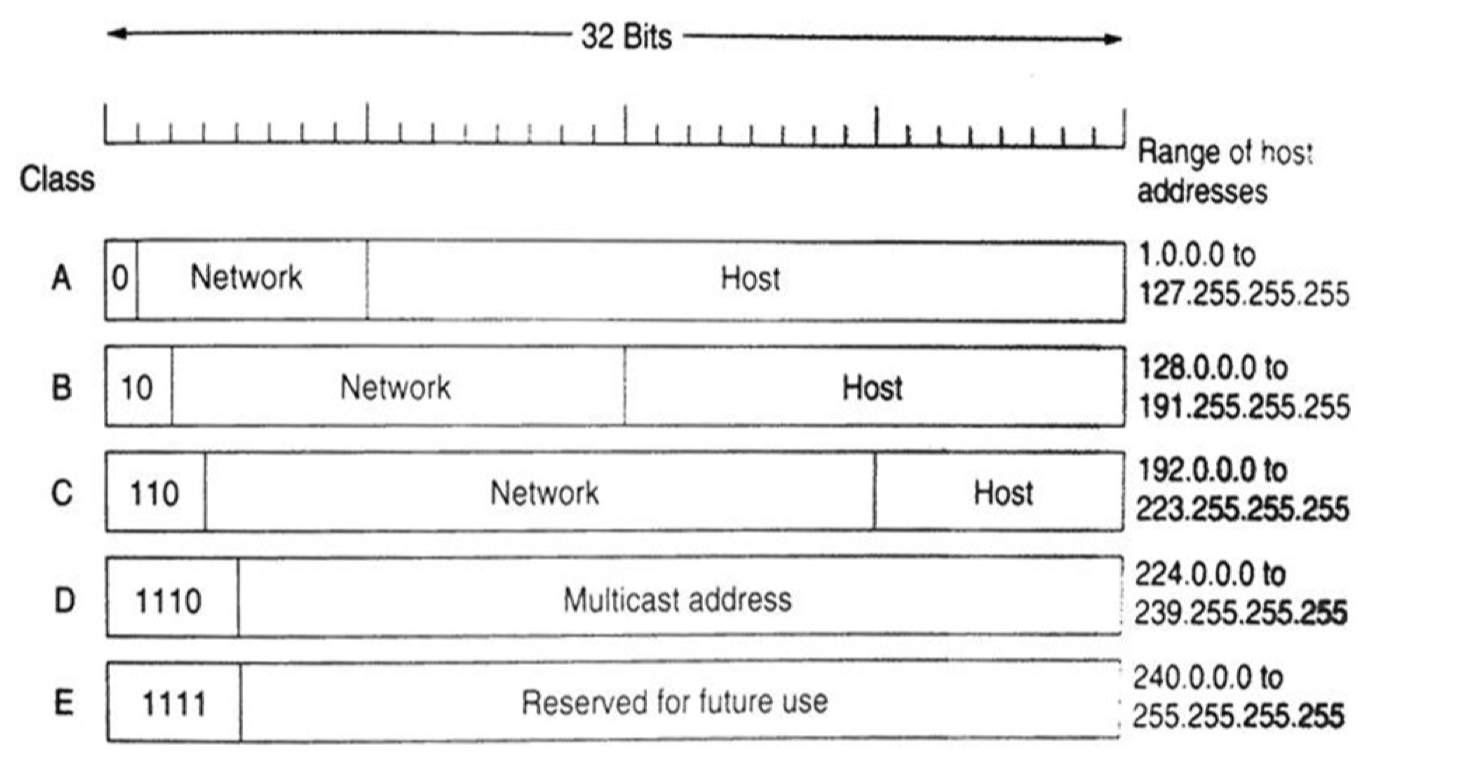 32 Bits
Range of host
addresses
Class
A
0
Network
Host
1.0.0.0 to
127.255.255.255
B
10
Network
Host
128.0.0.0 to
191.255.255.255
C
110
Network
Host
192.0.0.0 to
223.255.255.255
D
1110
Multicast address
224.0.0.0 to
239.255.255.255
E
1111
Reserved for future use
240.0.0.0 to
255.255.255.255